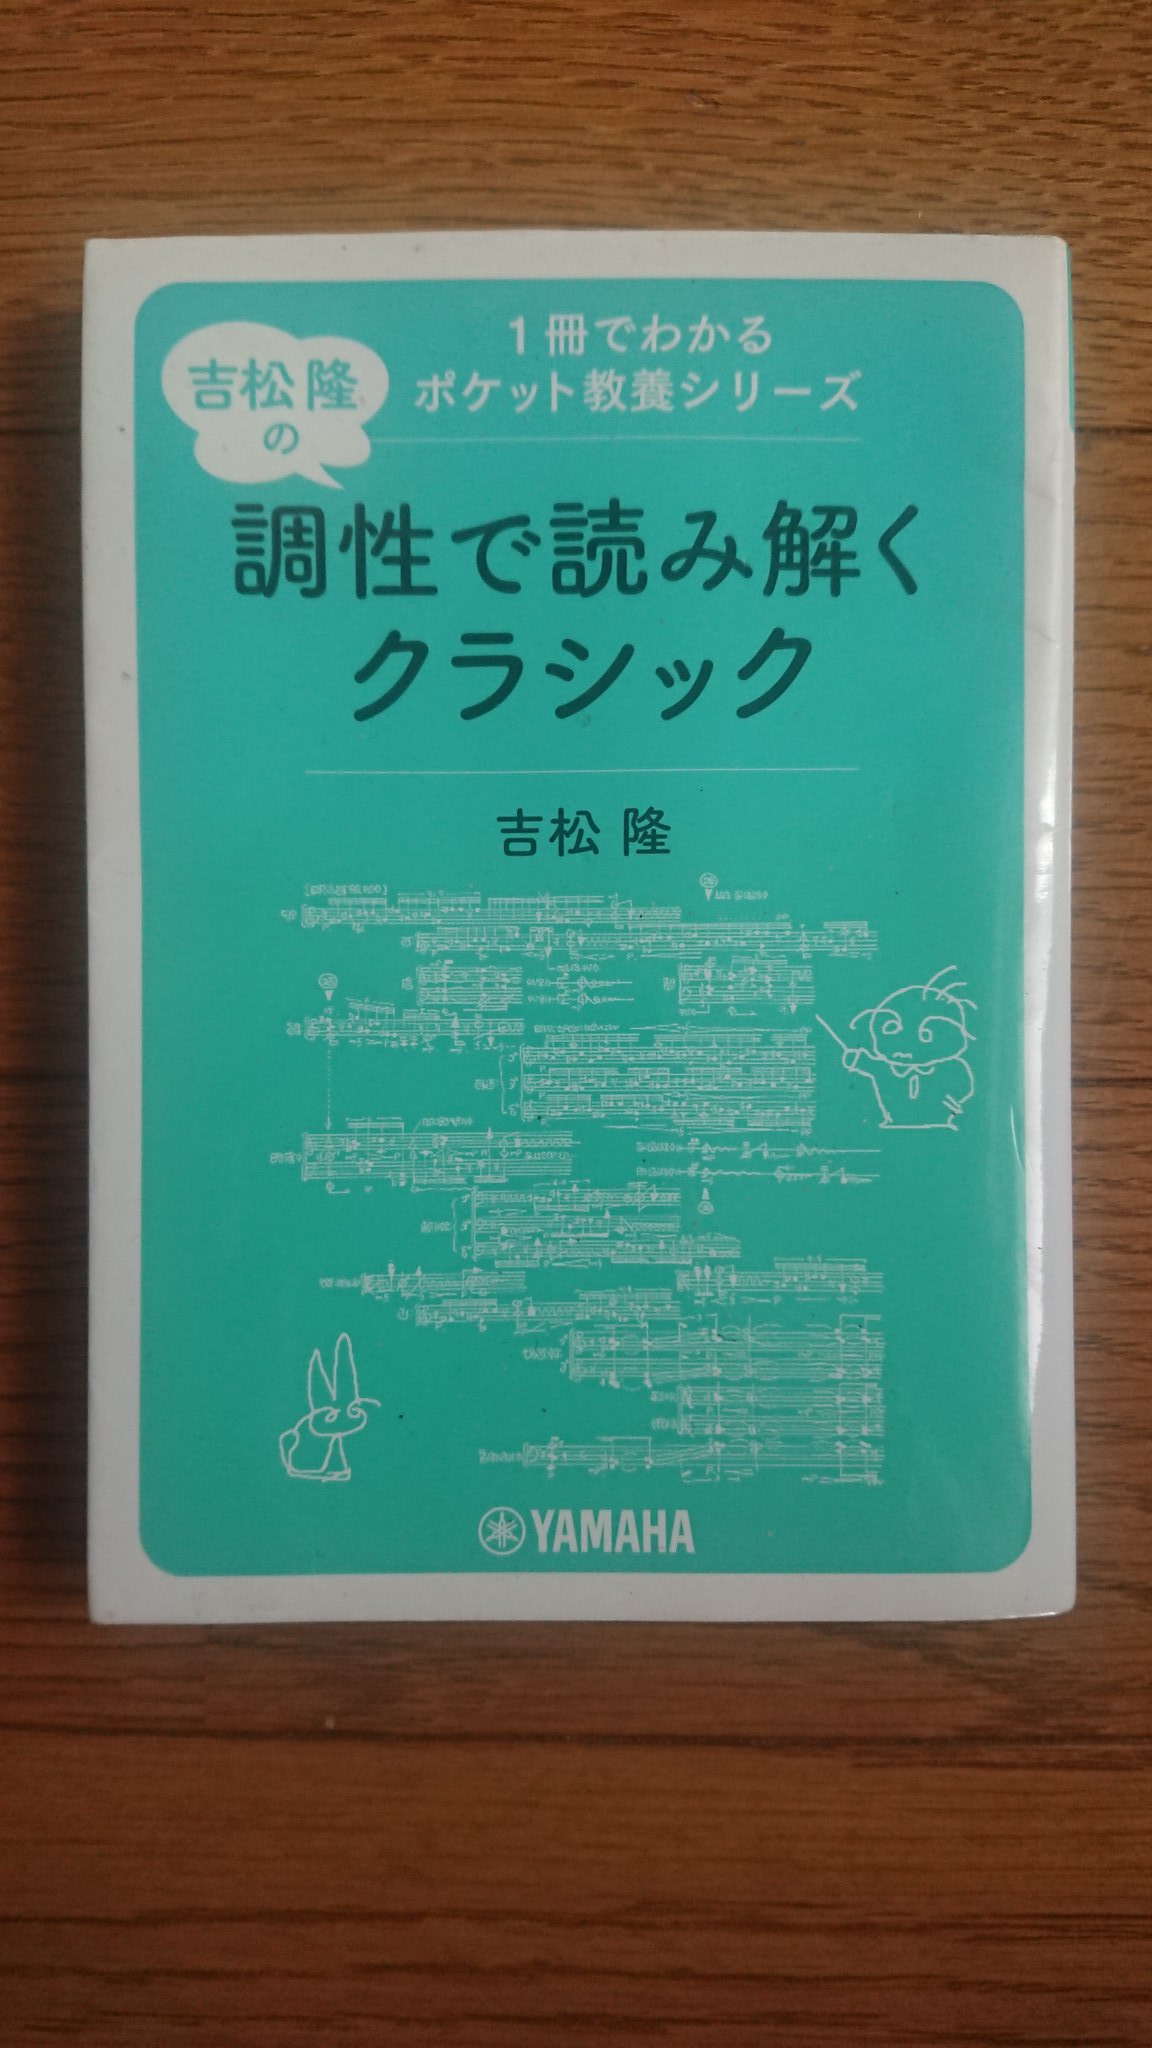 1冊でわかる
ポケット教養シリーズ
吉松 隆
の
調性で読み解く
クラシック
吉松 隆
YAMAHA